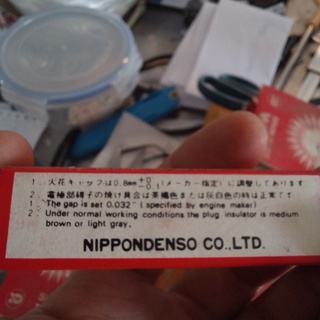 1. 火花ギャップは0.8mm +0 -0.1 (メーカー指定)に調整してあります
2. 電極部碍子の焼け具合は茶褐色または灰白色の時は正常です
1. The gap is set 0.032" (specified by engine maker)
2. Under normal working conditions the plug insulator is medium
brown or light gray.
NIPPONDENSO CO.,LTD.